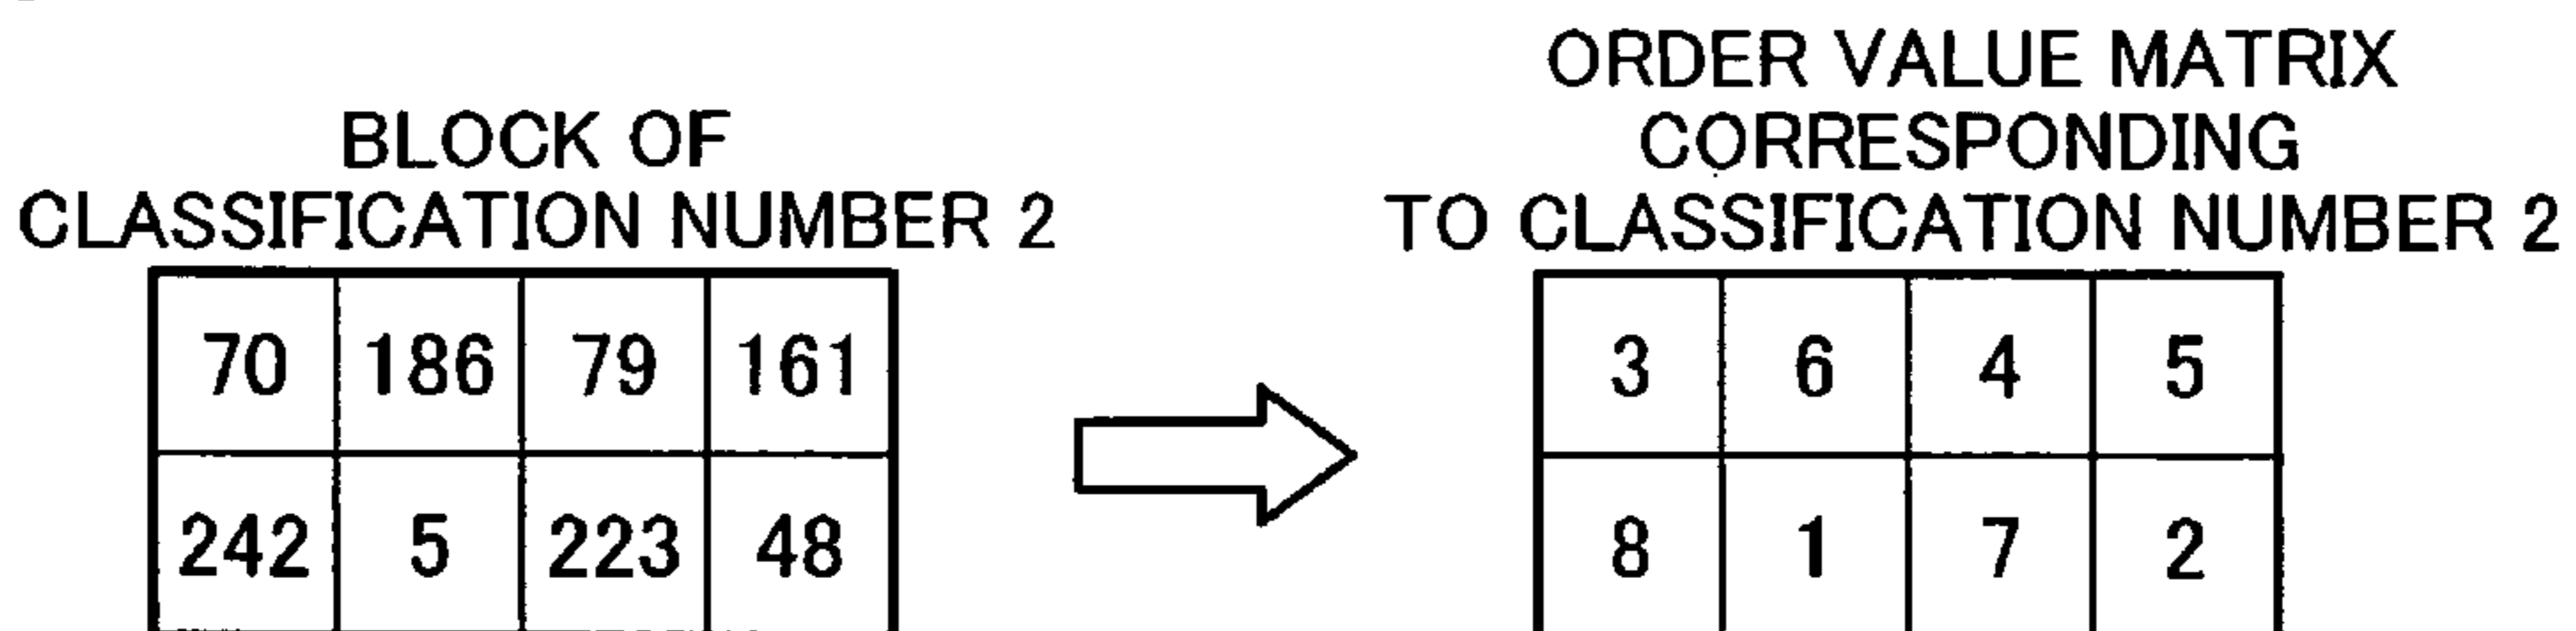 BLOCK OF
CLASSIFICATION NUMBER 2
70 186 79 161
242 5 223 48
ORDER VALUE MATRIX
CORRESPONDING
TO CLASSIFICATION NUMBER 2
3 6 4 5
8 1 7 2